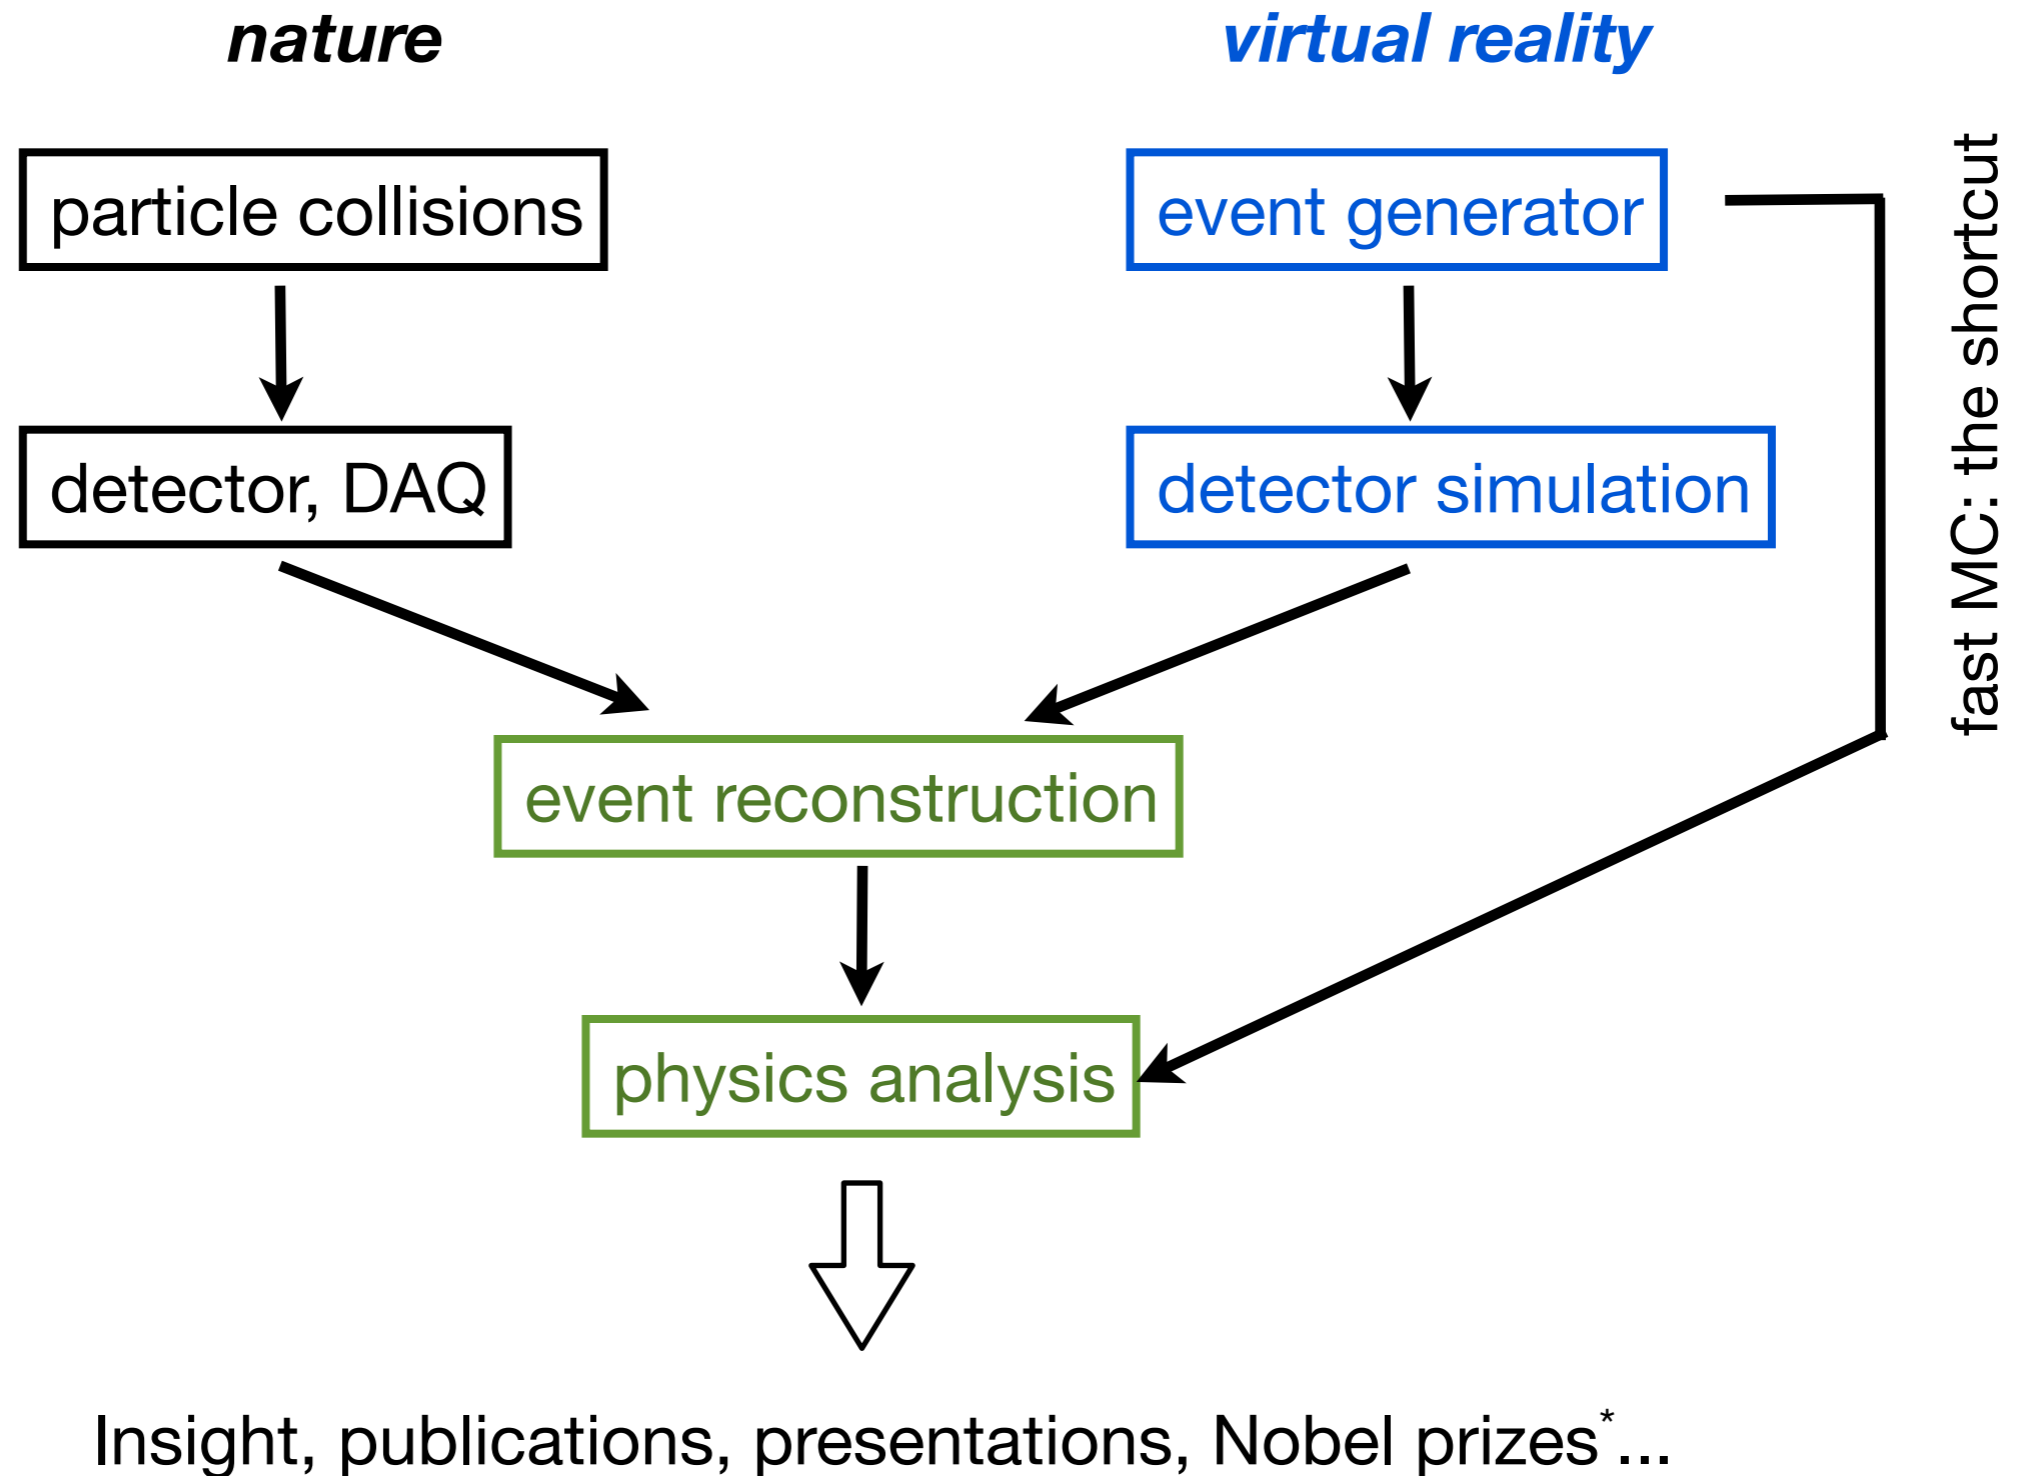 nature
virtual reality
particle collisions
event generator
fast MC: the shortcut
detector, DAQ
detector simulation
event reconstruction
physics analysis
Insight, publications, presentations, Nobel prizes*...